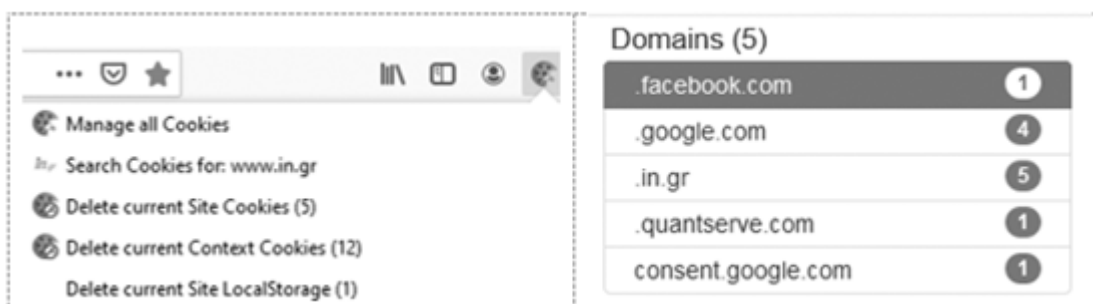 Manage all Cookies
Search Cookies for: www.in.gr
Delete current Site Cookies (5)
Delete current Context Cookies (12)
Delete current Site LocalStorage (1)
Domains (5)
.facebook.com 1
.google.com 4
.in.gr 5
.quantserve.com 1
consent.google.com 1